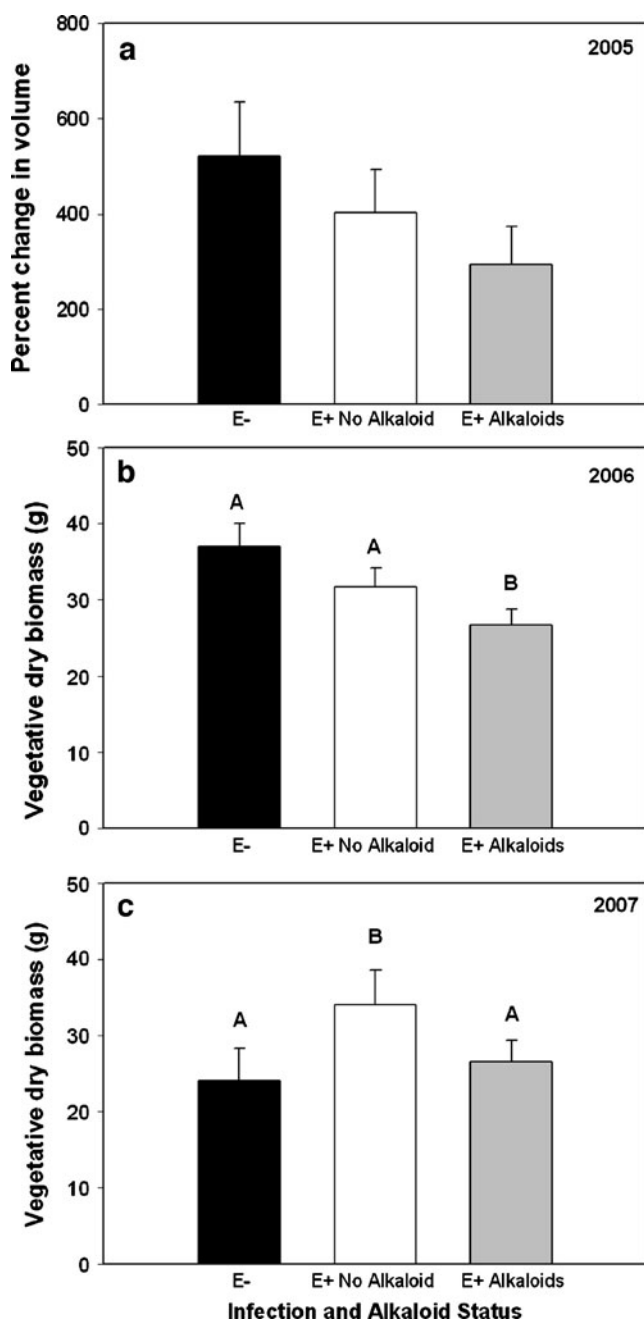 a
2005
Percent change in volume
800
600
400
200
0
E-
E+ No Alkaloid
E+ Alkaloids
b
2006
Vegetative dry biomass (g)
50
40
30
20
10
0
A
A
B
E-
E+ No Alkaloid
E+ Alkaloids
c
2007
Vegetative dry biomass (g)
50
40
30
20
10
0
A
B
A
E-
E+ No Alkaloid
E+ Alkaloids
Infection and Alkaloid Status